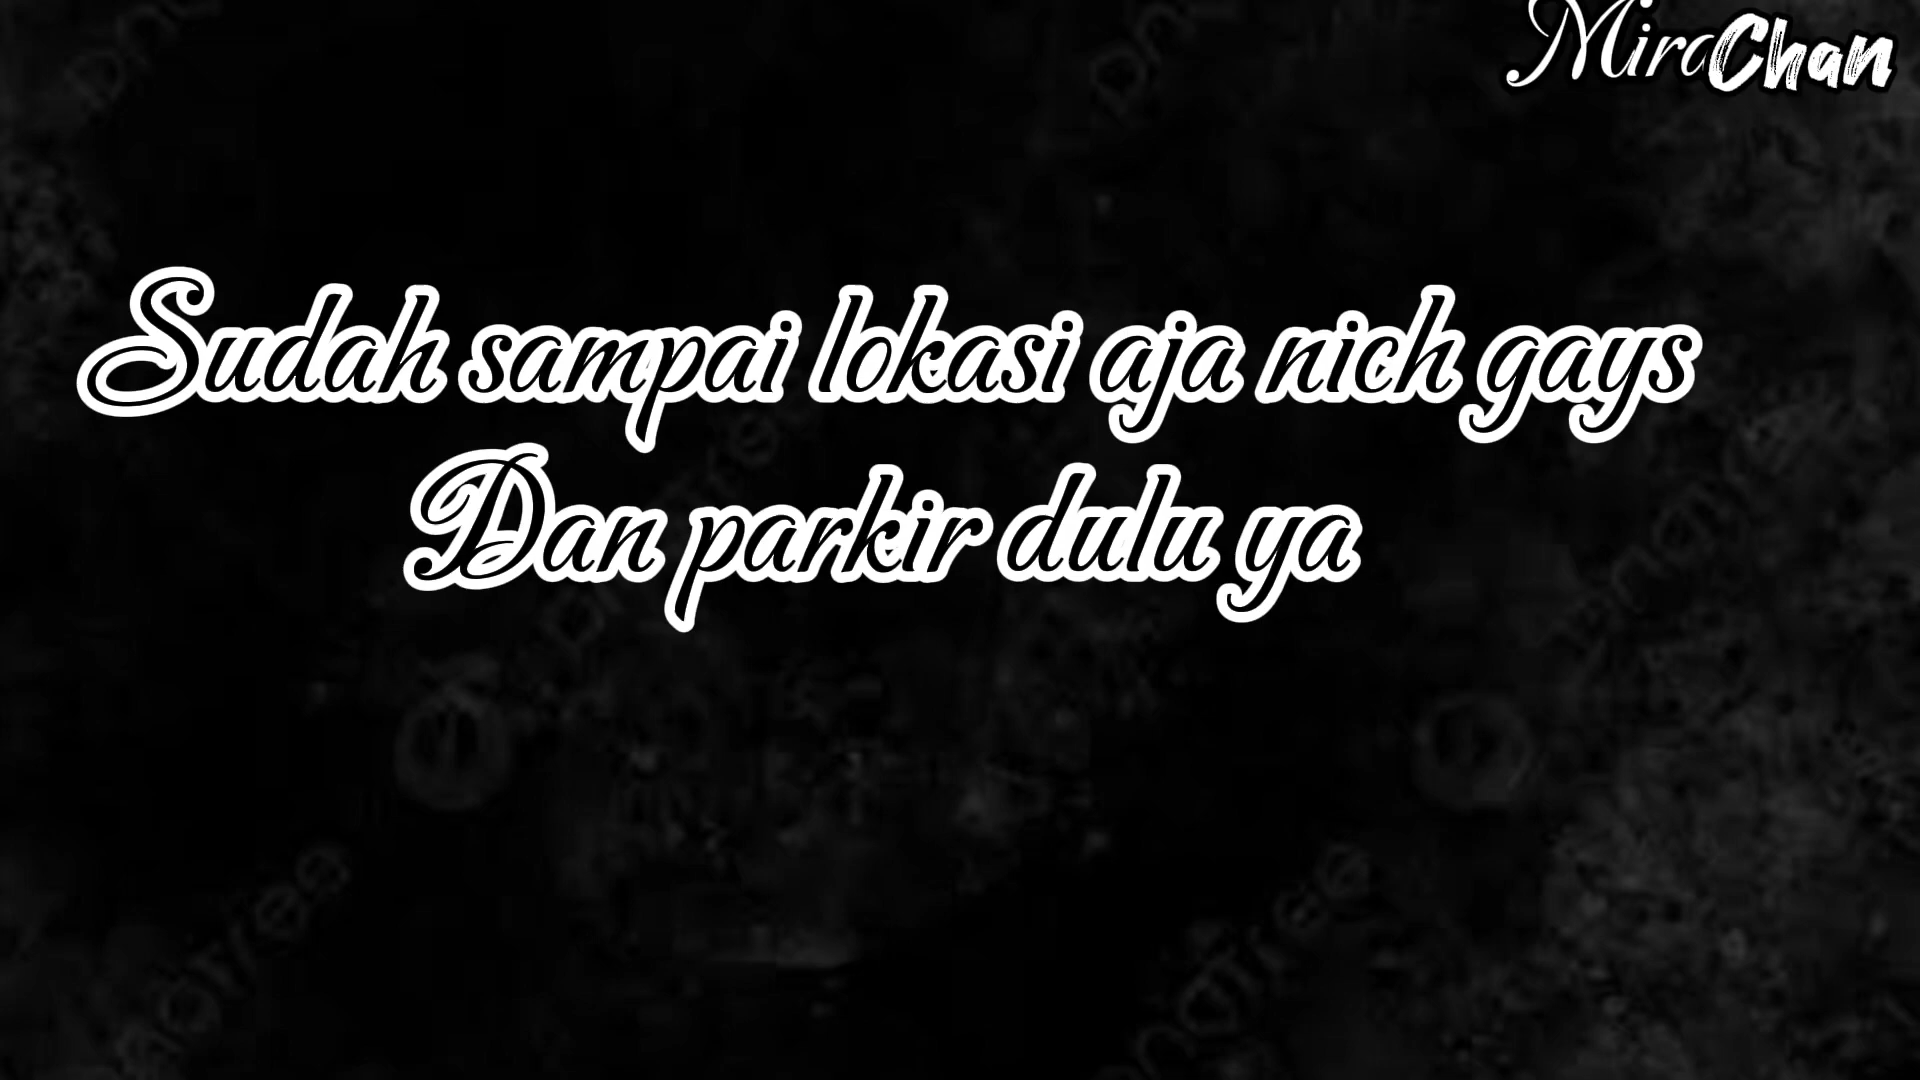 MiraChan
Sudah sampai lokasi aja nich gays
Dan parkir dulu ya